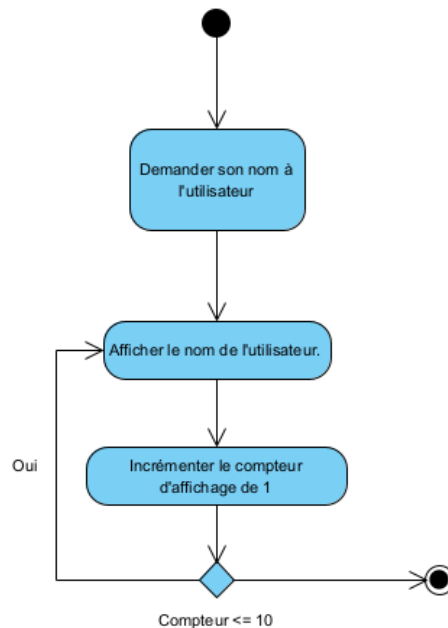 Demander son nom à
l'utilisateur
Afficher le nom de l'utilisateur.
Oui
Incrémenter le compteur
d'affichage de 1
Compteur <= 10